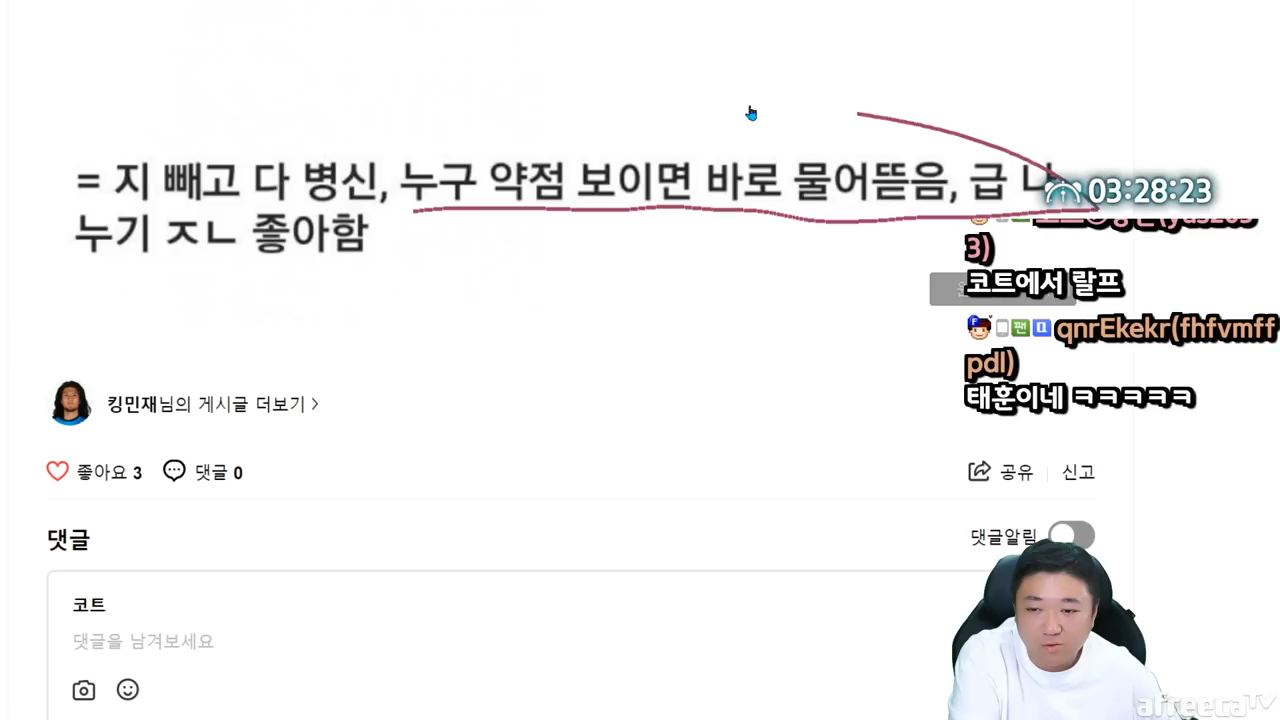 = 지 빼고 다 병신, 누구 약점 보이면 바로 물어뜯음, 급
누기 ㅈㄴ 좋아함
03:28:23
3)
코트에서 랄프
qnrEkekr(fhfvmff
pdl)
태훈이네 ㅋㅋㅋㅋㅋ
킹민재님의 게시글 더보기 >
좋아요 3 댓글 0
공유 신고
댓글
댓글알림
코트
댓글을 남겨보세요
afreecaTV